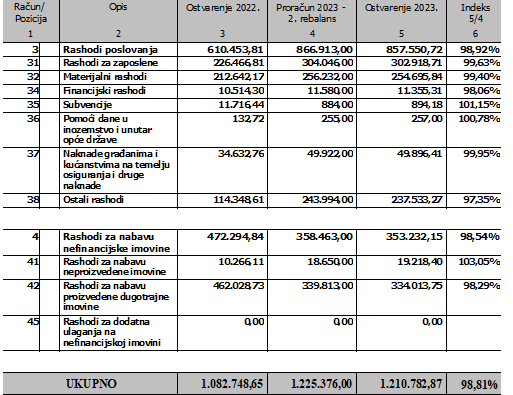 Račun/ Opis Ostvarenje 2022. Proračun 2023 - Ostvarenje 2023. Indeks
Pozicija 2. rebalans 5/4
1 2 3 4 5 6
3 Rashodi poslovanja 610.453,81 866.913,00 857.550,72 98,92%
31 Rashodi za zaposlene 226.466,81 304.046,00 302.918,71 99,63%
32 Materijalni rashodi 212.642,17 256.232,00 254.695,84 99,40%
34 Financijski rashodi 10.514,30 11.580,00 11.355,31 98,06%
35 Subvencije 11.716,44 884,00 894,18 101,15%
36 Pomoći dane u 132,72 255,00 257,00 100,78%
inozemstvo i unutar
opće države
37 Naknade građanima i 34.632,76 49.922,00 49.896,41 99,95%
kućanstvima na temelju
osiguranja i druge
naknade
38 Ostali rashodi 114.348,61 243.994,00 237.533,27 97,35%
4 Rashodi za nabavu 472.294,84 358.463,00 353.232,15 98,54%
nefinancijske imovine
41 Rashodi za nabavu 10.266,11 18.650,00 19.218,40 103,05%
neproizvedene imovine
42 Rashodi za nabavu 462.028,73 339.813,00 334.013,75 98,29%
proizvedene dugotrajne
imovine
45 Rashodi za dodatna 0,00 0,00 0,00
ulaganja na
nefinancijskoj imovini
UKUPNO 1.082.748,65 1.225.376,00 1.210.782,87 98,81%